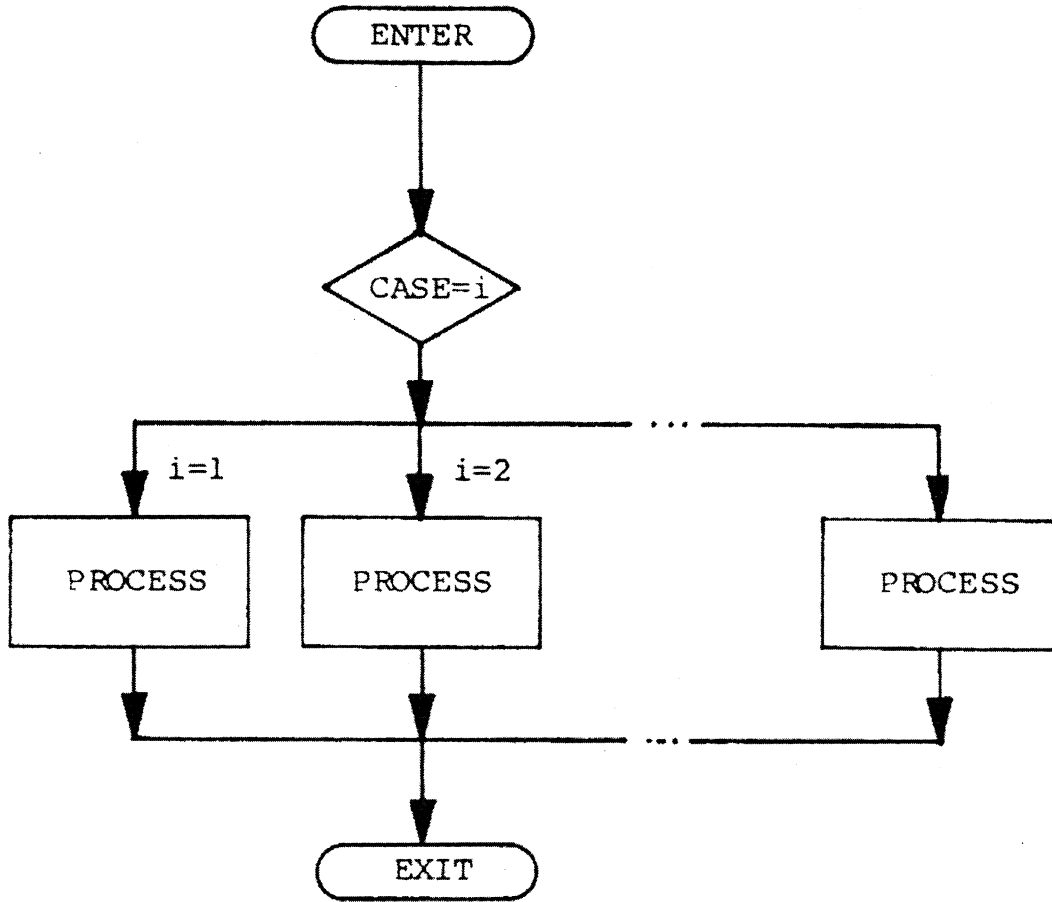 ENTER
CASE=i
...
i=1
i=2
PROCESS
PROCESS
PROCESS
...
EXIT